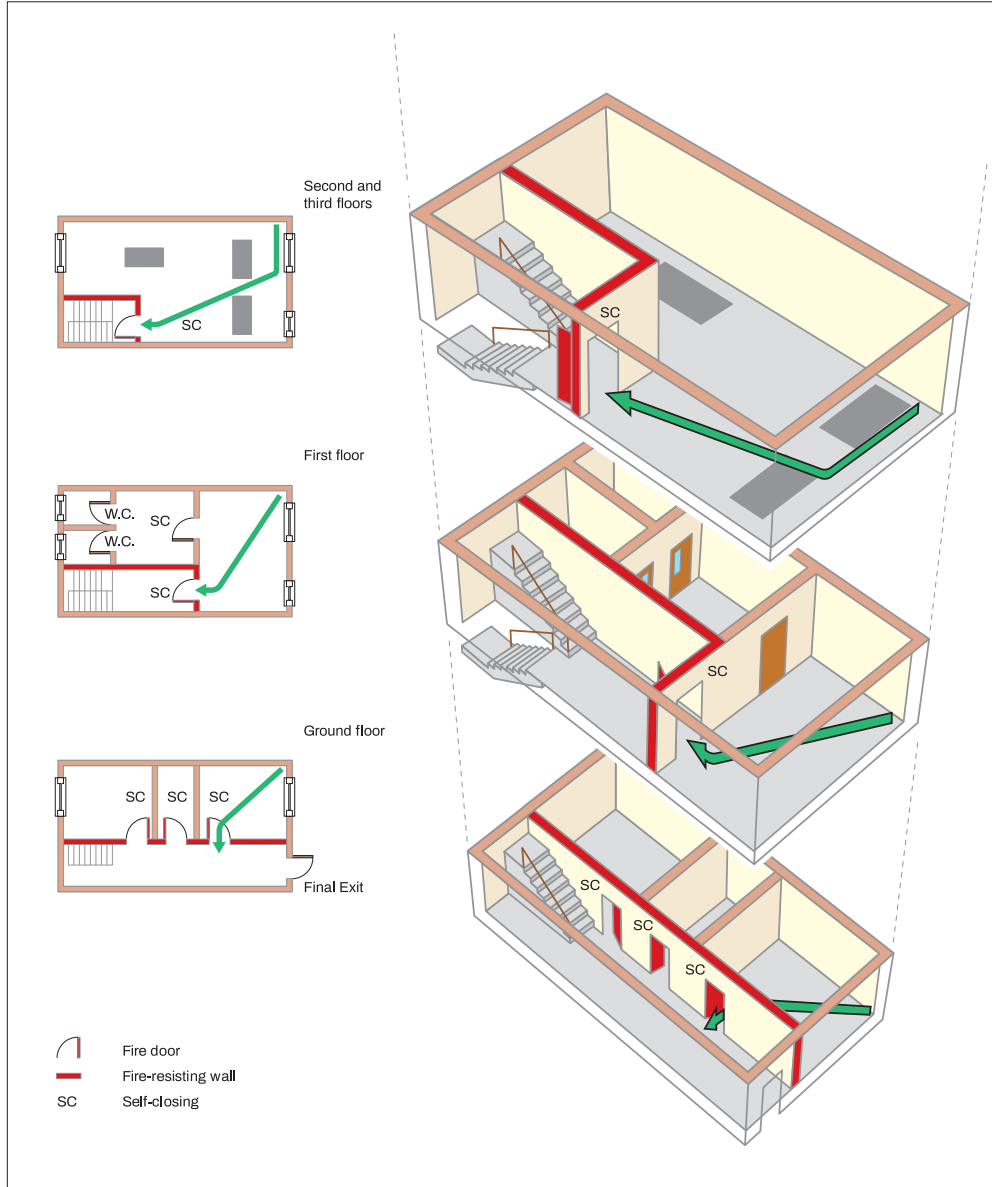 Second and
third floors
SC
SC
First floor
W.C.
SC
W.C.
SC
SC
Ground floor
SC
SC
SC
Final Exit
SC
SC
SC
Fire door
Fire-resisting wall
SC
Self-closing